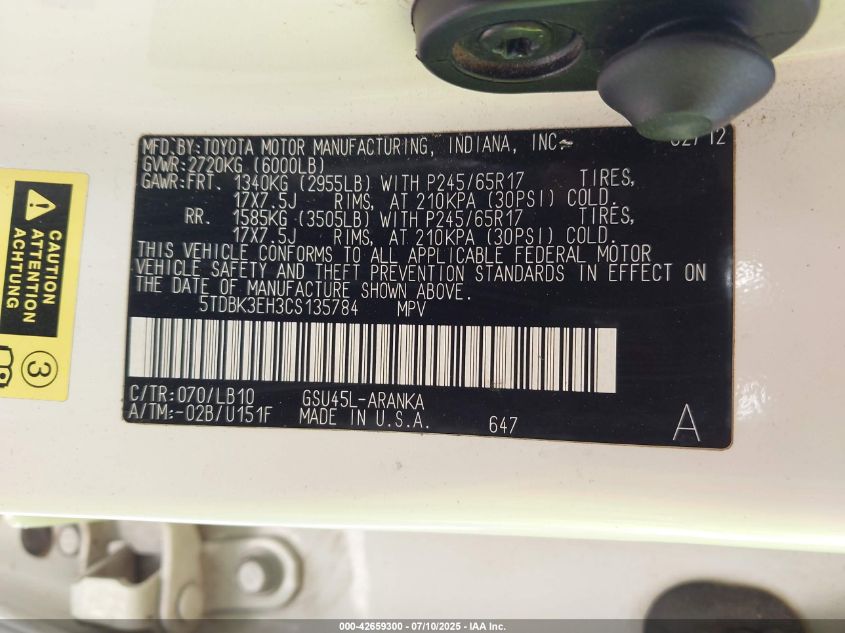 MFD.BY:TOYOTA MOTOR MANUFACTURING, INDIANA, INC. 02/12
GVWR:2720KG (6000LB)
GAWR:FRT. 1340KG (2955LB) WITH P245/65R17 TIRES,
17X7.5J RIMS, AT 210KPA (30PSI) COLD.
RR. 1585KG (3505LB) WITH P245/65R17 TIRES,
17X7.5J RIMS, AT 210KPA (30PSI) COLD.
THIS VEHICLE CONFORMS TO ALL APPLICABLE FEDERAL MOTOR
VEHICLE SAFETY AND THEFT PREVENTION STANDARDS IN EFFECT ON
THE DATE OF MANUFACTURE SHOWN ABOVE.
5TDBK3EH3CS135784 MPV
C/TR:070/LB10 GSU45L-ARANKA
A/TM:-02B/U151F MADE IN U.S.A. 647 A
CAUTION
ATTENTION
ACHTUNG
3
000-42659300 - 07/10/2025 - IAA Inc.